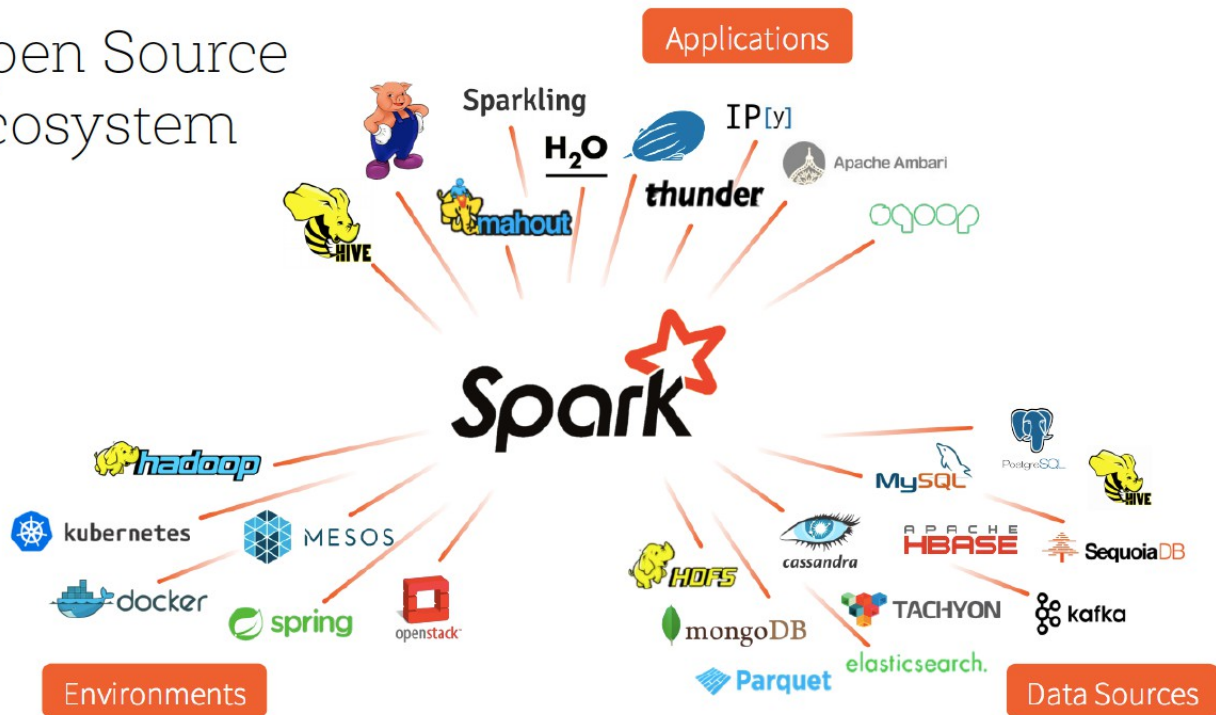 pen Source
cosystem
Applications
Sparkling
H₂O
IP[y]
Apache Ambari
thunder
mahout
sqoop
HIVE
Spark
hadoop
kubernetes
MESOS
docker
spring
openstack
Environments
PostgreSQL
MySQL
HIVE
cassandra
APACHE
HBASE
SequoiaDB
HDFS
TACHYON
kafka
mongoDB
elasticsearch.
Parquet
Data Sources